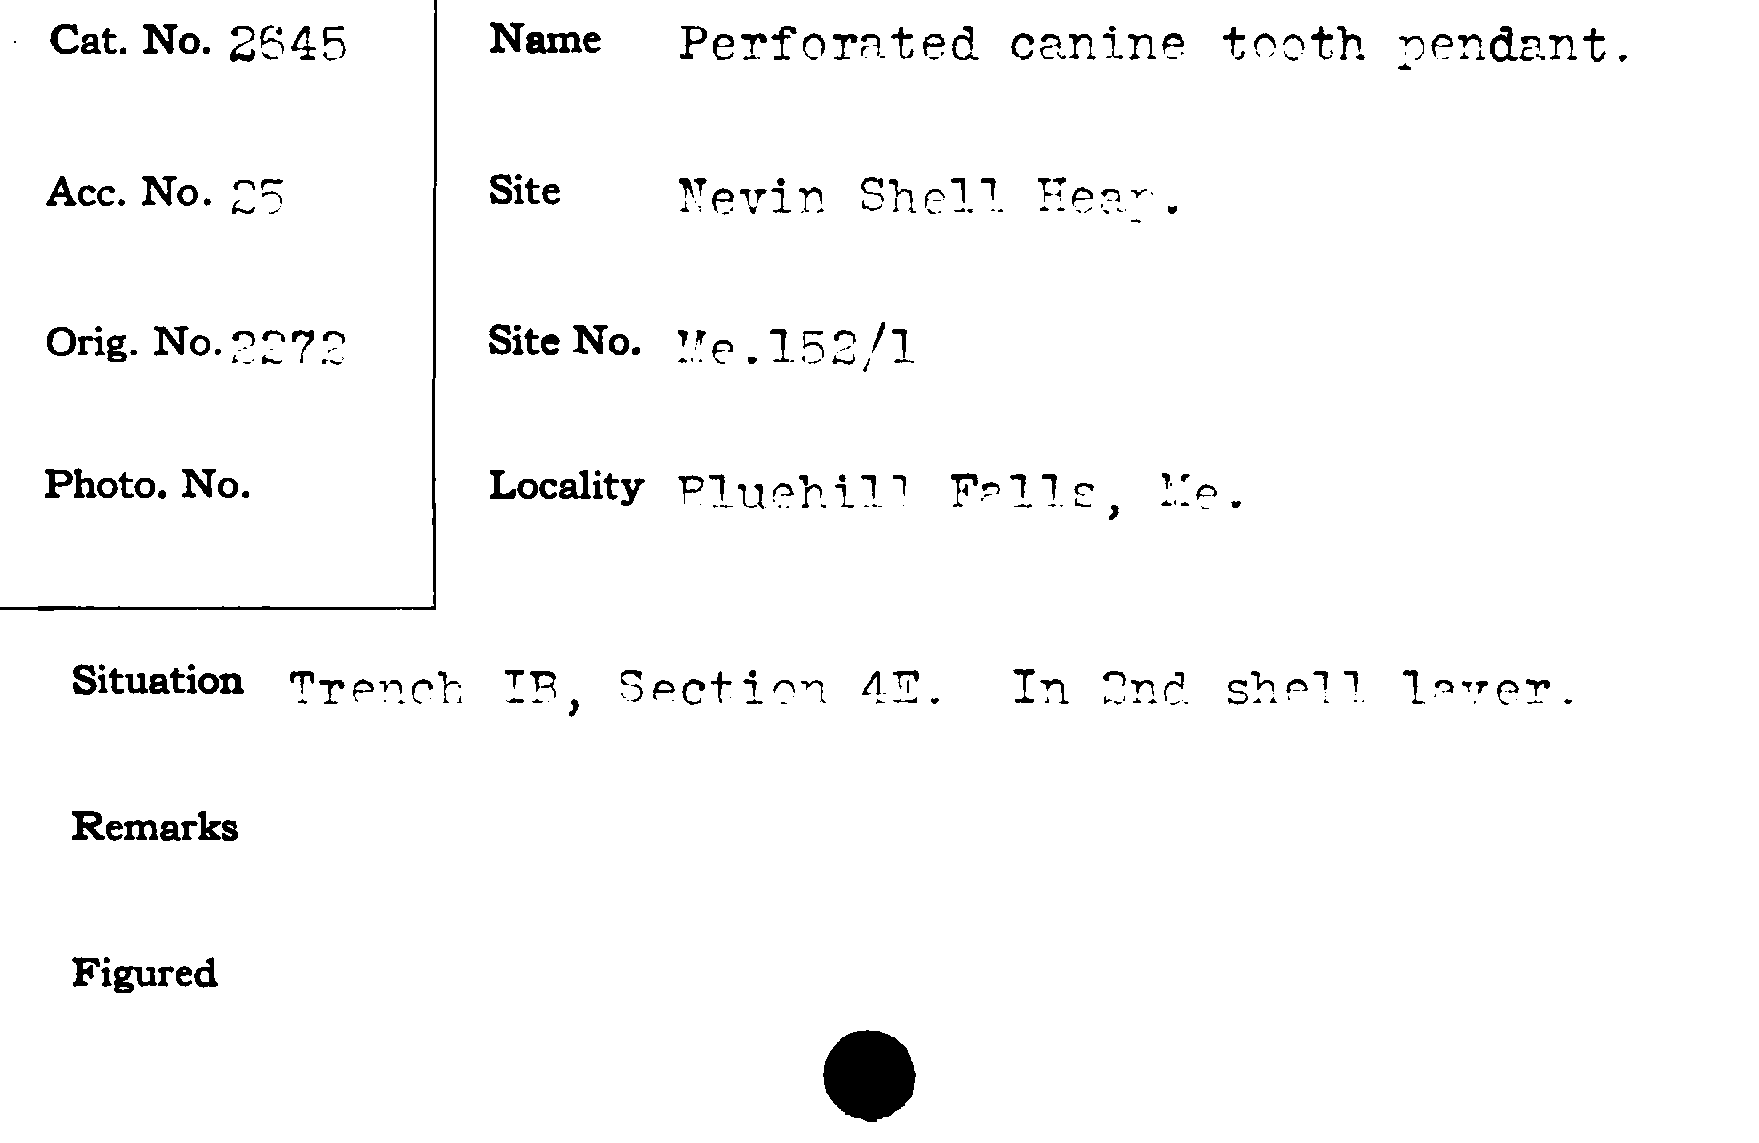 Cat. No. 2645
Name Perforated canine tooth pendant.
Acc. No. 25
Site Nevin Shell Heap.
Orig. No. 2272
Site No. Me.152/1
Photo. No.
Locality Bluehill Falls, Me.
Situation Trench IB, Section 4E. In 2nd shell layer.
Remarks
Figured